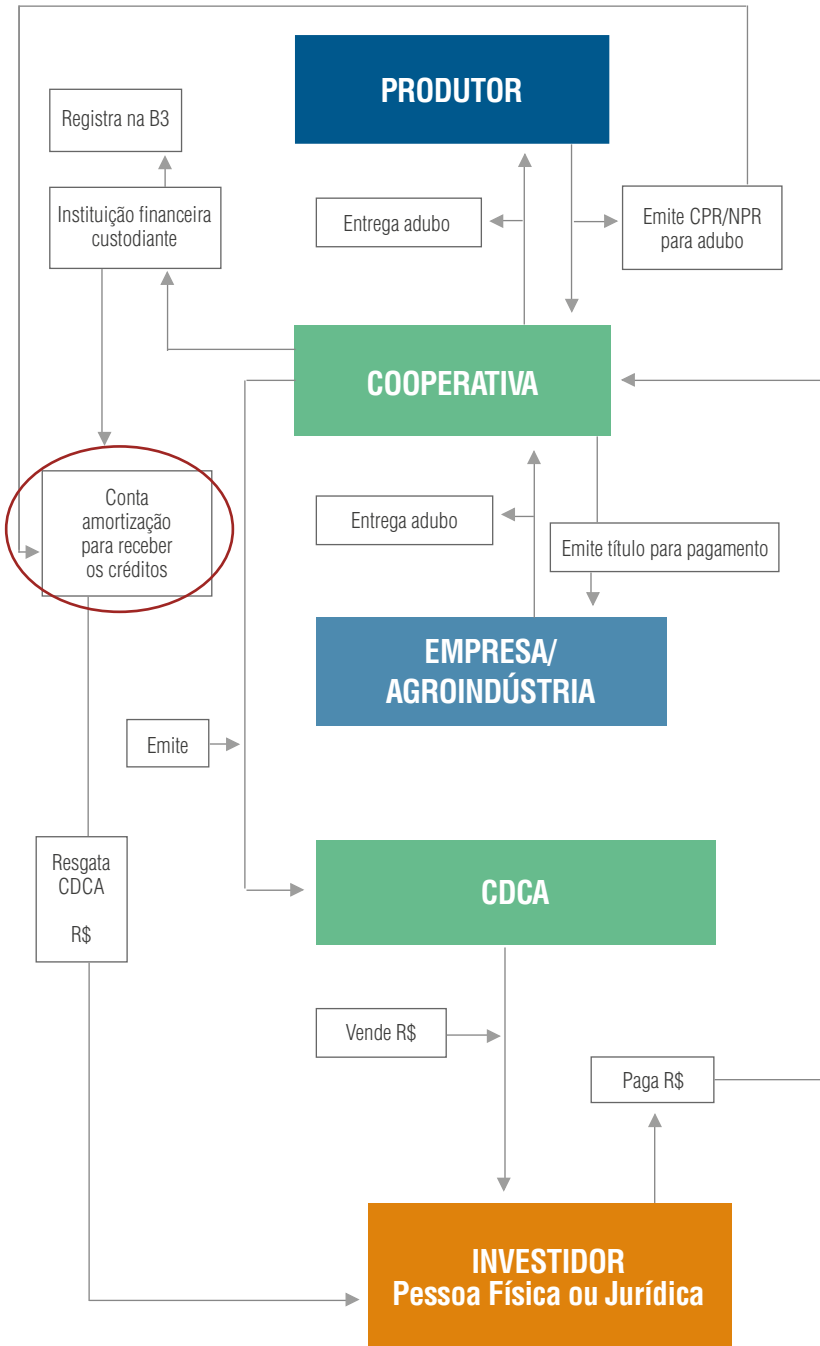 PRODUTOR
Registra na B3
Instituição financeira
custodiante
Entrega adubo
Emite CPR/NPR
para adubo
COOPERATIVA
Conta
amortização
para receber
os créditos
Entrega adubo
Emite título para pagamento
EMPRESA/
AGROINDÚSTRIA
Emite
Resgata
CDCA
R$
CDCA
Vende R$
Paga R$
INVESTIDOR
Pessoa Física ou Jurídica